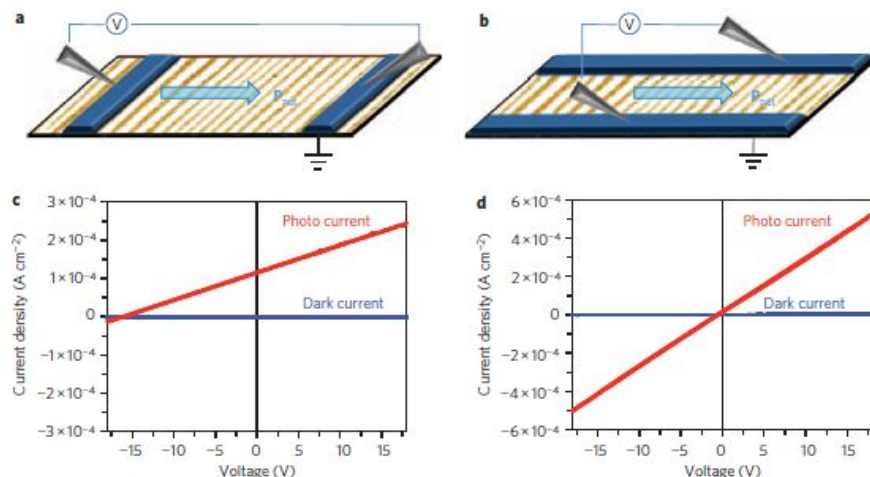 a
V
P_net
b
V
P_net
c
3 × 10⁻⁴
2 × 10⁻⁴
1 × 10⁻⁴
0
−1 × 10⁻⁴
−2 × 10⁻⁴
−3 × 10⁻⁴
Current density (A cm⁻²)
Photo current
Dark current
−15 −10 −5 0 5 10 15
Voltage (V)
d
6 × 10⁻⁴
4 × 10⁻⁴
2 × 10⁻⁴
0
−2 × 10⁻⁴
−4 × 10⁻⁴
−6 × 10⁻⁴
Current density (A cm⁻²)
Photo current
Dark current
−15 −10 −5 0 5 10 15
Voltage (V)